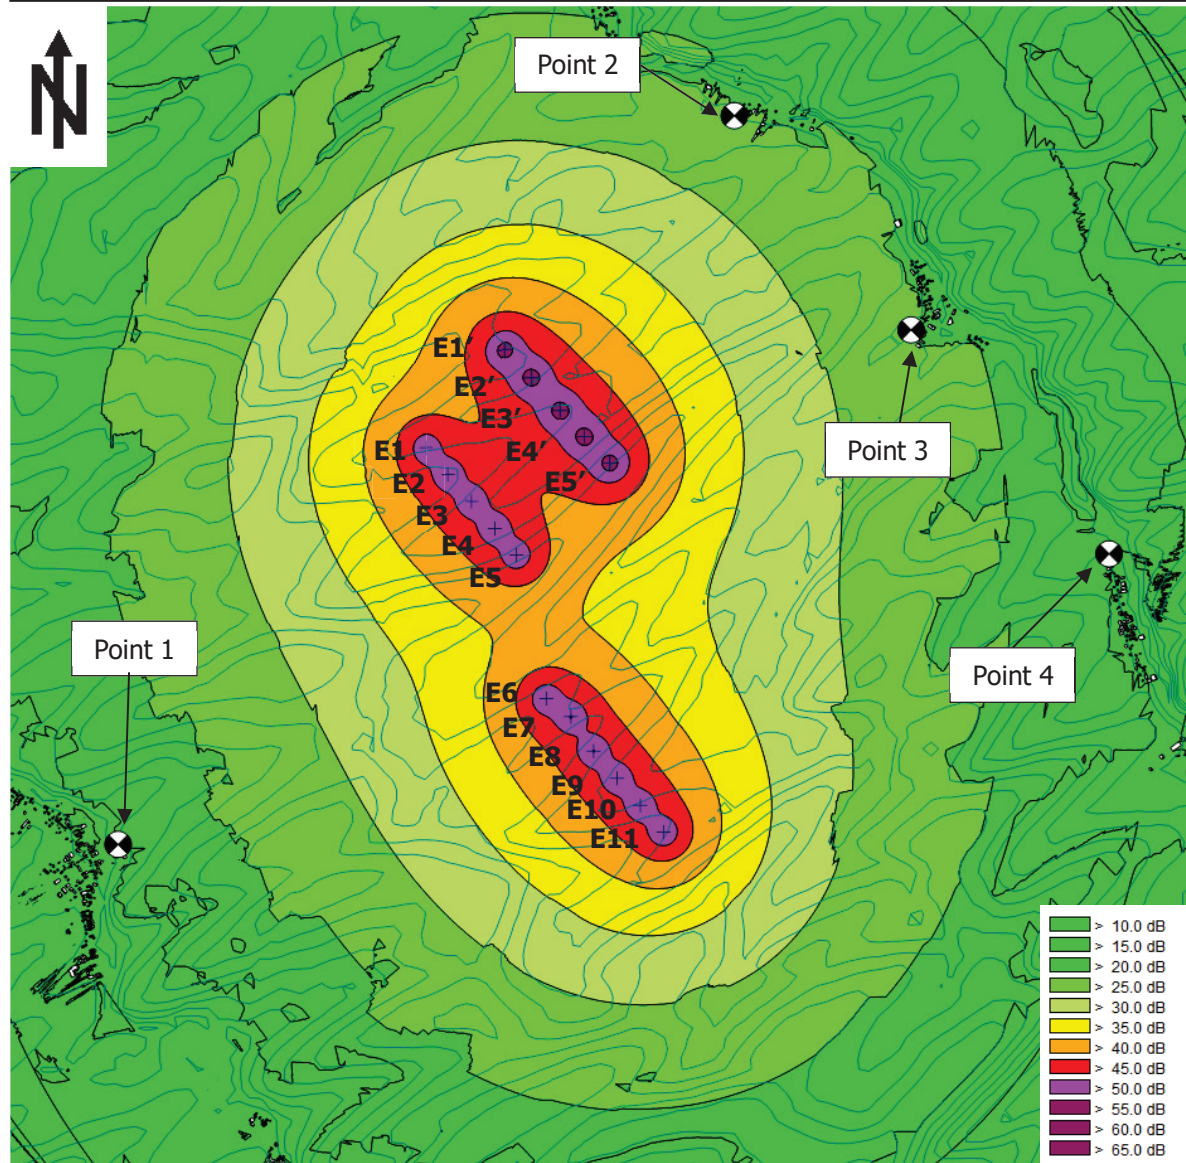 N
Point 2
E1′
E2′
E3′
Point 3
E1
E4′
E2
E5′
E3
E4
E5
Point 1
Point 4
E6
E7
E8
E9
E10
E11
> 10.0 dB
> 15.0 dB
> 20.0 dB
> 25.0 dB
> 30.0 dB
> 35.0 dB
> 40.0 dB
> 45.0 dB
> 50.0 dB
> 55.0 dB
> 60.0 dB
> 65.0 dB